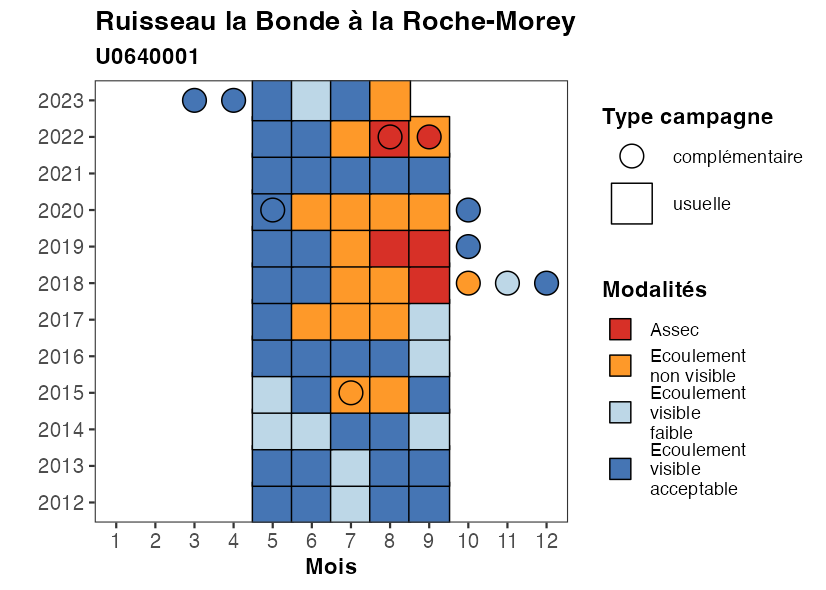 Ruisseau la Bonde à la Roche-Morey
U0640001
2023
2022
2021
2020
2019
2018
2017
2016
2015
2014
2013
2012
1 2 3 4 5 6 7 8 9 10 11 12
Mois
Type campagne
complémentaire
usuelle
Modalités
Assec
Ecoulement
non visible
Ecoulement
visible
faible
Ecoulement
visible
acceptable